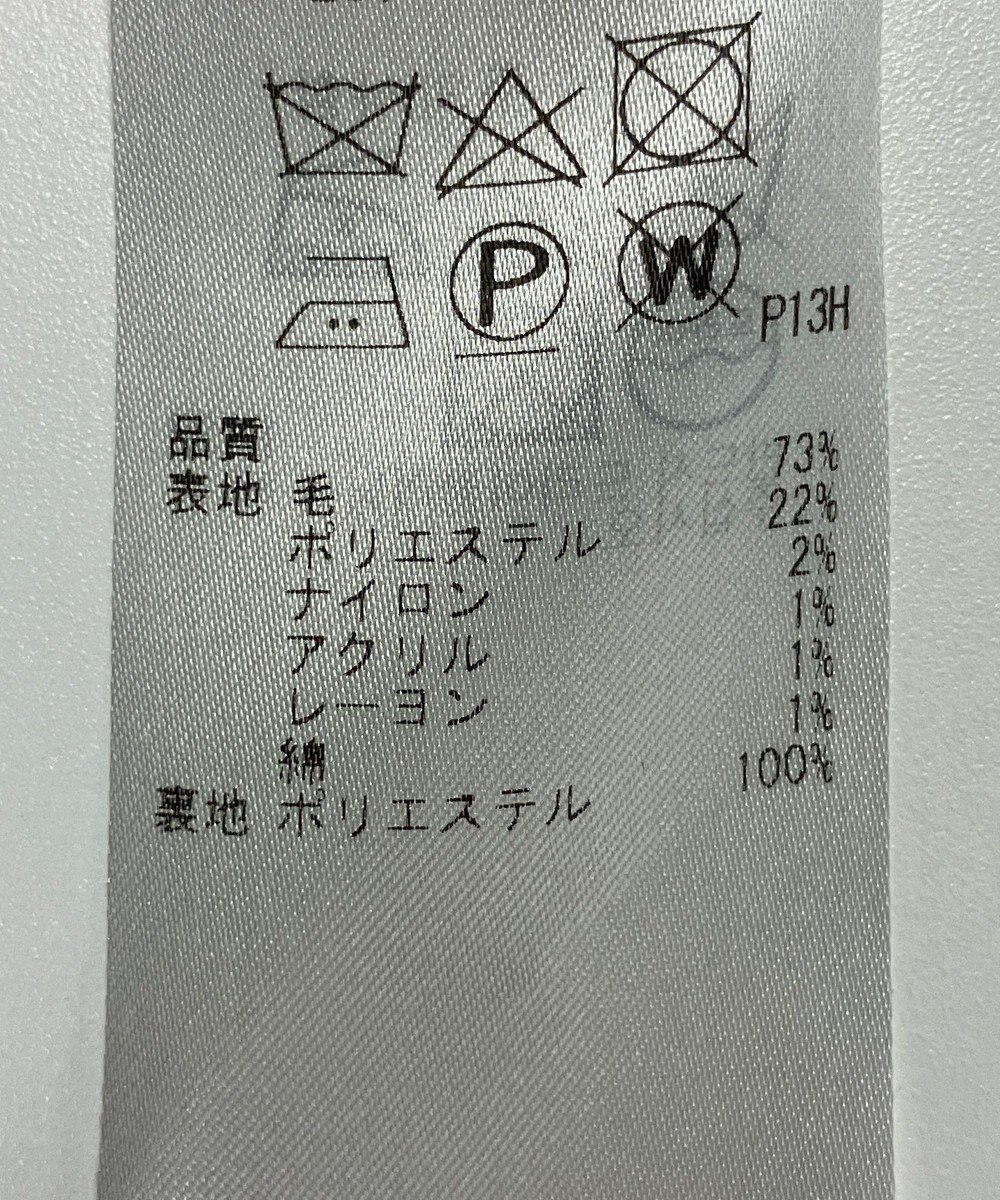 P
W
P13H
品質
表地 毛 73%
ポリエステル 22%
ナイロン 2%
アクリル 1%
レーヨン 1%
綿 1%
裏地 ポリエステル 100%